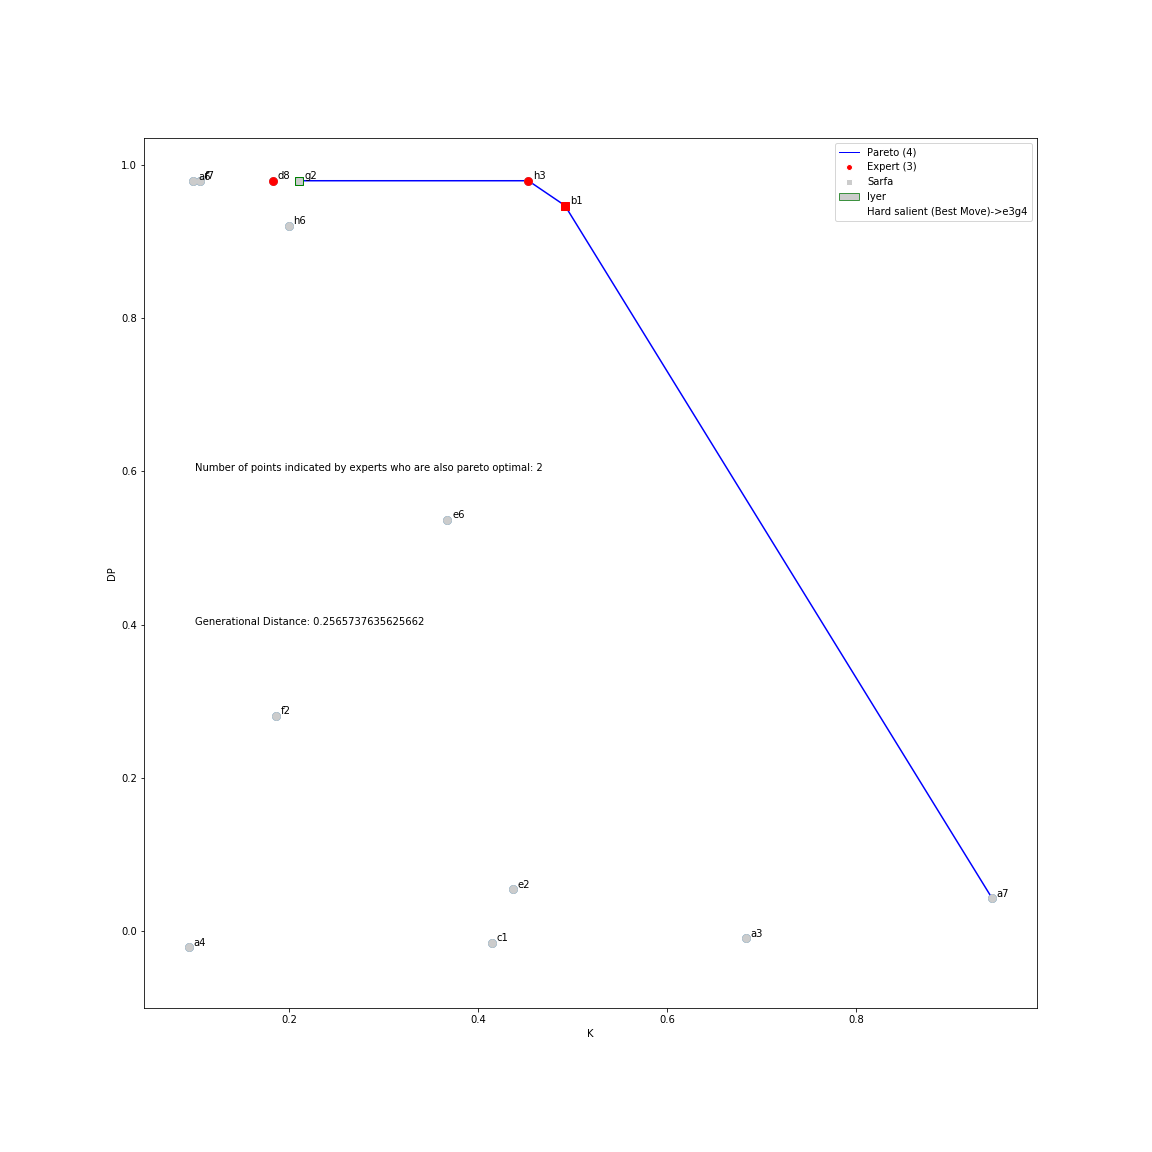 Pareto (4)
Expert (3)
Sarfa
Iyer
Hard salient (Best Move)->e3g4
1.0
0.8
0.6
0.4
0.2
0.0
DP
d8
g2
h3
b1
h6
Number of points indicated by experts who are also pareto optimal: 2
e6
Generational Distance: 0.2565737635625662
f2
e2
a7
a4
c1
a3
0.2
0.4
0.6
0.8
K